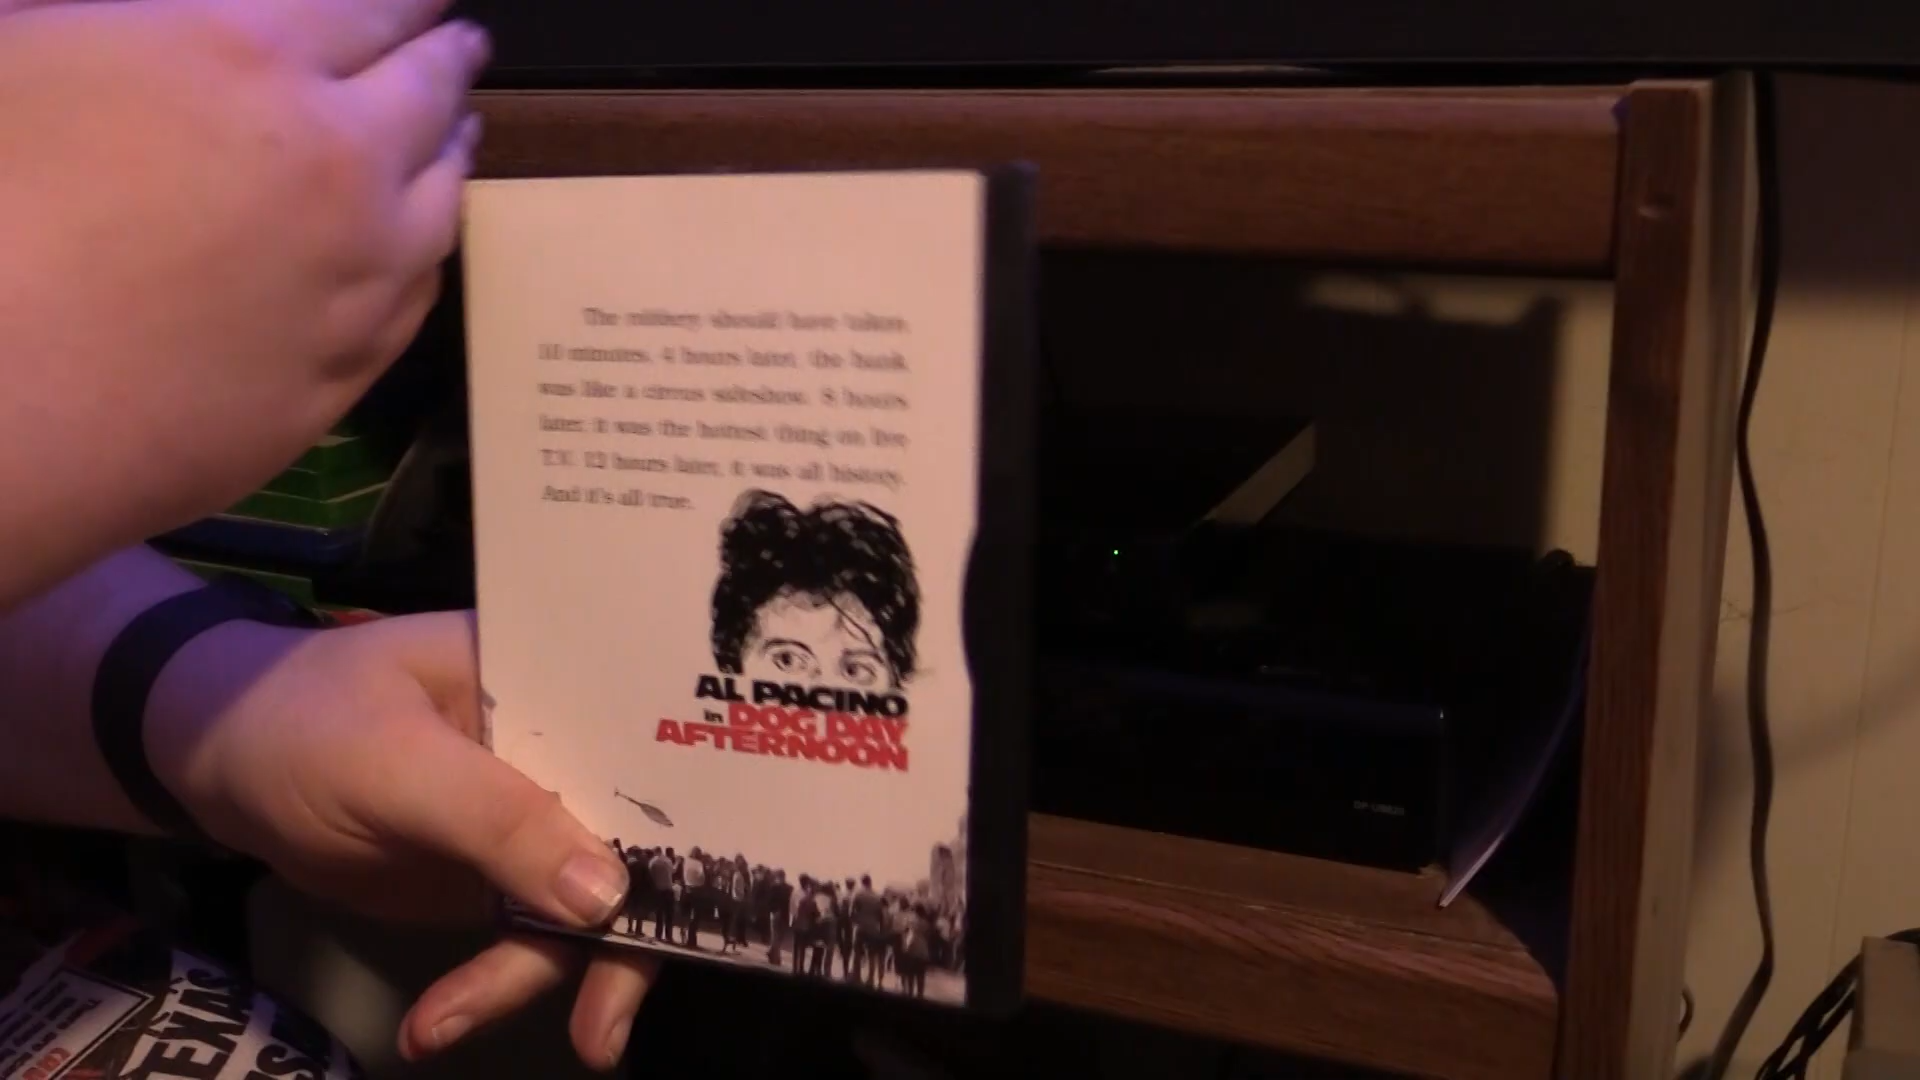 The robbery should have taken
10 minutes. 4 hours later, the bank
was like a circus sideshow. 8 hours
later, it was the hottest thing on live
T.V. 12 hours later, it was all history.
And it's all true.
AL PACINO
in DOG DAY
AFTERNOON
TEXAS